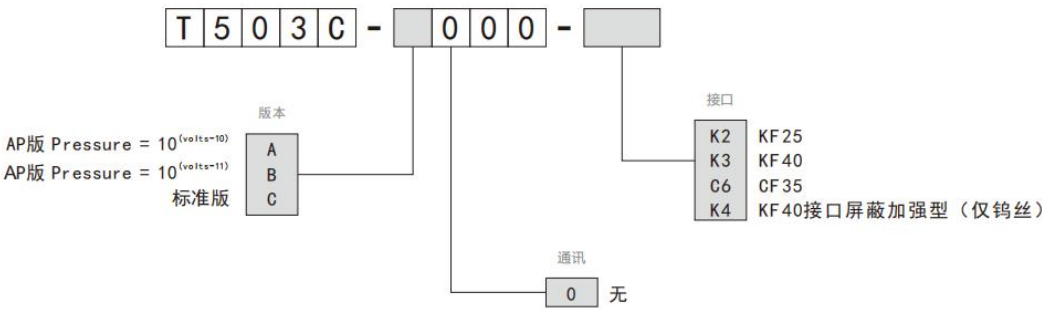 T503C-000-
版本
接口
AP版 Pressure = 10(volts-10)
A
AP版 Pressure = 10(volts-11)
B
标准版
C
K2 KF25
K3 KF40
C6 CF35
K4 KF40接口屏蔽加强型（仅钨丝）
通讯
0 无